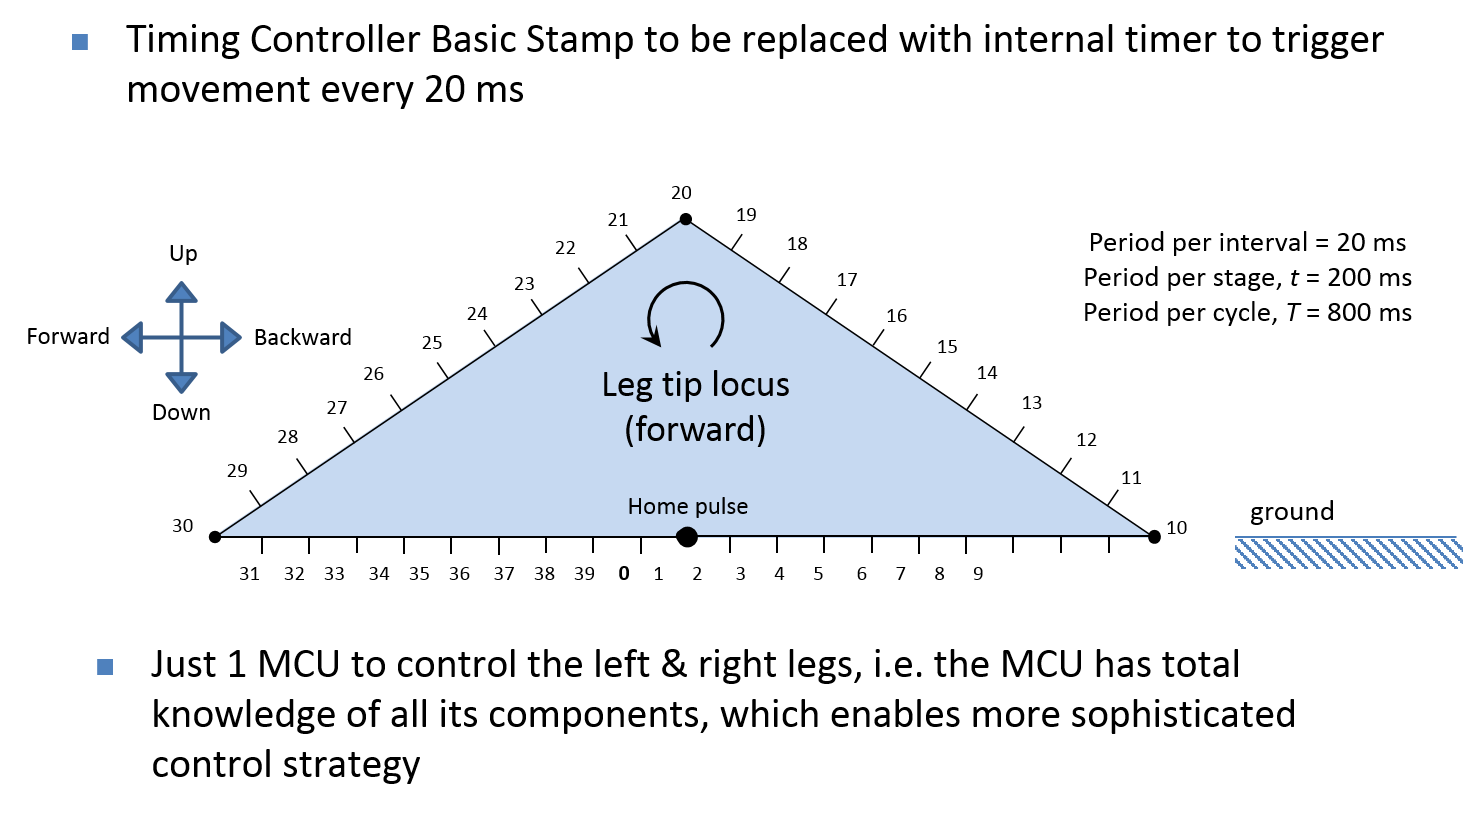 Timing Controller Basic Stamp to be replaced with internal timer to trigger
movement every 20 ms
20
21
19
22
18
23
17
24
16
25
15
26
14
27
13
28
12
29
11
30
10
Up
Forward
Backward
Down
Period per interval = 20 ms
Period per stage, t = 200 ms
Period per cycle, T = 800 ms
Leg tip locus
(forward)
Home pulse
ground
31 32 33 34 35 36 37 38 39 0 1 2 3 4 5 6 7 8 9
Just 1 MCU to control the left & right legs, i.e. the MCU has total
knowledge of all its components, which enables more sophisticated
control strategy